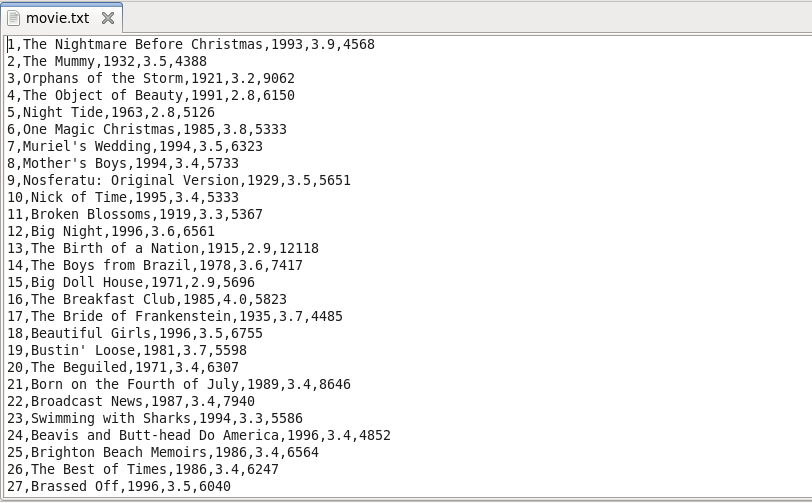 movie.txt
1,The Nightmare Before Christmas,1993,3.9,4568
2,The Mummy,1932,3.5,4388
3,Orphans of the Storm,1921,3.2,9062
4,The Object of Beauty,1991,2.8,6150
5,Night Tide,1963,2.8,5126
6,One Magic Christmas,1985,3.8,5333
7,Muriel's Wedding,1994,3.5,6323
8,Mother's Boys,1994,3.4,5733
9,Nosferatu: Original Version,1929,3.5,5651
10,Nick of Time,1995,3.4,5333
11,Broken Blossoms,1919,3.3,5367
12,Big Night,1996,3.6,6561
13,The Birth of a Nation,1915,2.9,12118
14,The Boys from Brazil,1978,3.6,7417
15,Big Doll House,1971,2.9,5696
16,The Breakfast Club,1985,4.0,5823
17,The Bride of Frankenstein,1935,3.7,4485
18,Beautiful Girls,1996,3.5,6755
19,Bustin' Loose,1981,3.7,5598
20,The Beguiled,1971,3.4,6307
21,Born on the Fourth of July,1989,3.4,8646
22,Broadcast News,1987,3.4,7940
23,Swimming with Sharks,1994,3.3,5586
24,Beavis and Butt-head Do America,1996,3.4,4852
25,Brighton Beach Memoirs,1986,3.4,6564
26,The Best of Times,1986,3.4,6247
27,Brassed Off,1996,3.5,6040